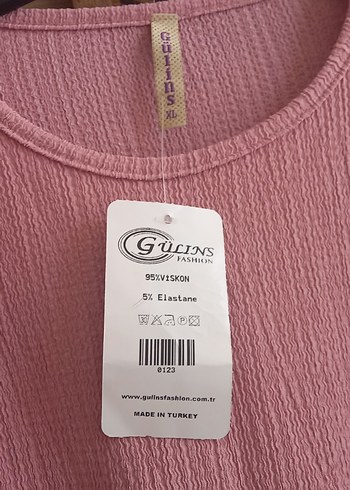 GÜLINS
XL
GÜLINS
FASHION
95%ViSKON
5% Elastane
P
0123
www.gulinsfashion.com.tr
MADE IN TURKEY